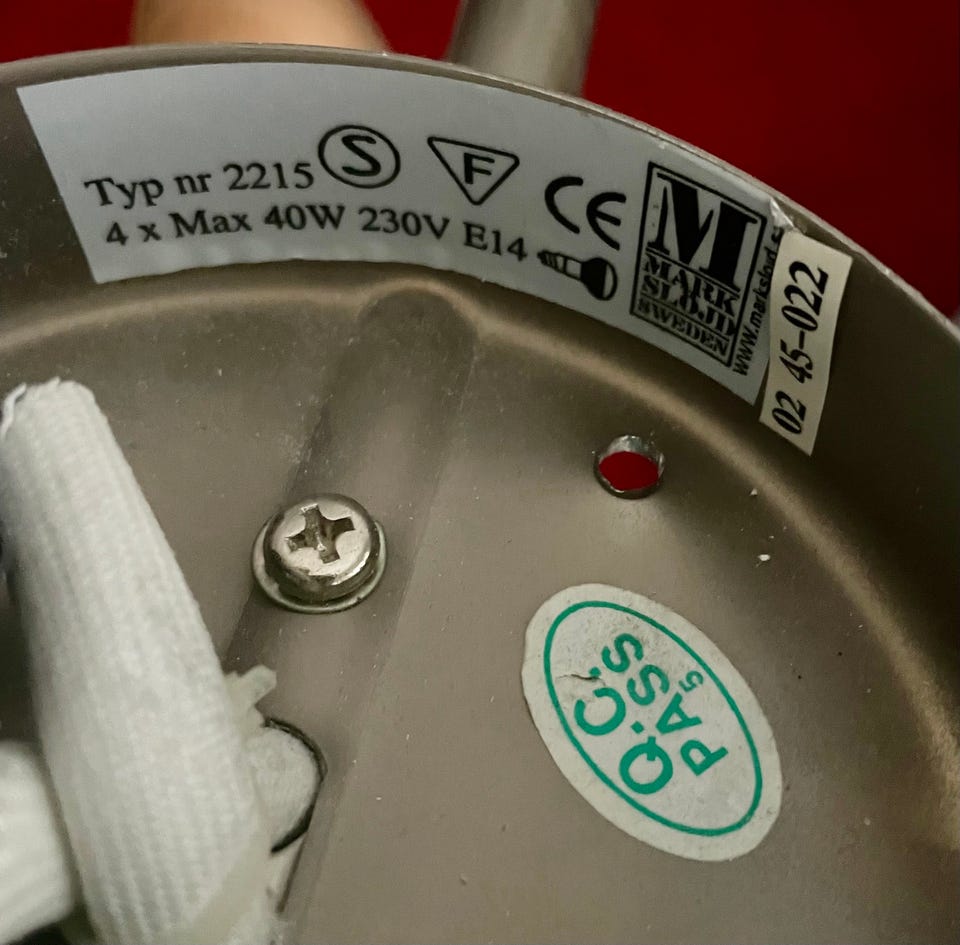 Typ nr 2215 S F CE
4 x Max 40W 230V E14
M
MARK
SLÖJD
SWEDEN
www.markslojd.s
02 45-022
Q.C.
PASS
5